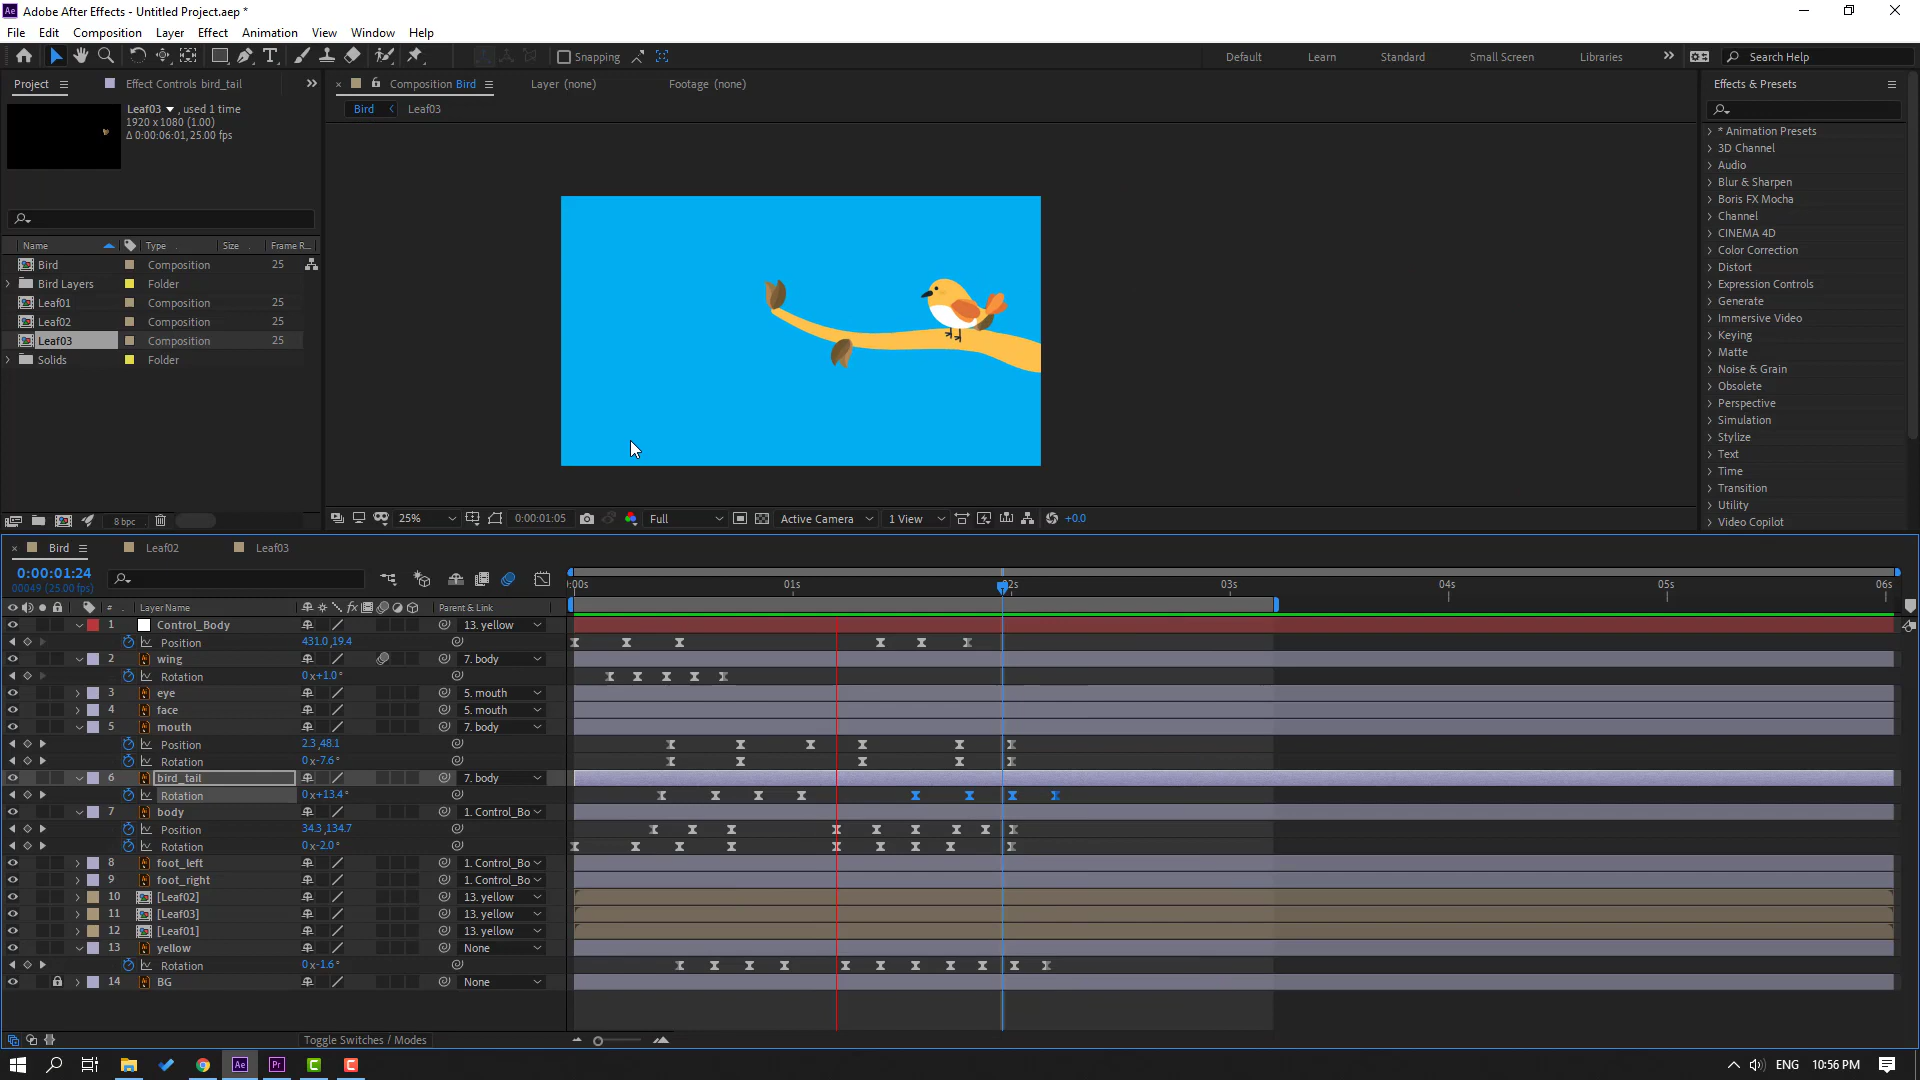 Adobe After Effects - Untitled Project.aep *
File Edit Composition Layer Effect Animation View Window Help
Snapping
Default Learn Standard Small Screen Libraries
Search Help
Project
Effect Controls bird_tail
Leaf03 , used 1 time
1920 x 1080 (1.00)
Δ 0:00:06:01, 25.00 fps
Name Type Size Frame R...
Bird Composition 25
Bird Layers Folder
Leaf01 Composition 25
Leaf02 Composition 25
Leaf03 Composition 25
Solids Folder
8 bpc
Composition Bird
Layer (none)
Footage (none)
Bird Leaf03
25% 0:00:01:05 Full Active Camera 1 View +0.0
Effects & Presets
* Animation Presets
3D Channel
Audio
Blur & Sharpen
Boris FX Mocha
Channel
CINEMA 4D
Color Correction
Distort
Expression Controls
Generate
Immersive Video
Keying
Matte
Noise & Grain
Obsolete
Perspective
Simulation
Stylize
Text
Time
Transition
Utility
Video Copilot
Bird Leaf02 Leaf03
0:00:01:24
00049 (25.00 fps)
:00s 01s 02s 03s 04s 05s 06s
# Layer Name Parent & Link
1 Control_Body 13. yellow
Position 431.0,19.4
2 wing 7. body
Rotation 0x+1.0°
3 eye 5. mouth
4 face 5. mouth
5 mouth 7. body
Position 2.3,48.1
Rotation 0x-7.6°
6 bird_tail 7. body
Rotation 0x+13.4°
7 body 1. Control_Bo
Position 34.3,134.7
Rotation 0x-2.0°
8 foot_left 1. Control_Bo
9 foot_right 1. Control_Bo
10 [Leaf02] 13. yellow
11 [Leaf03] 13. yellow
12 [Leaf01] 13. yellow
13 yellow None
Rotation 0x-1.6°
14 BG None
Toggle Switches / Modes
Ae Pr C C ENG 10:56 PM